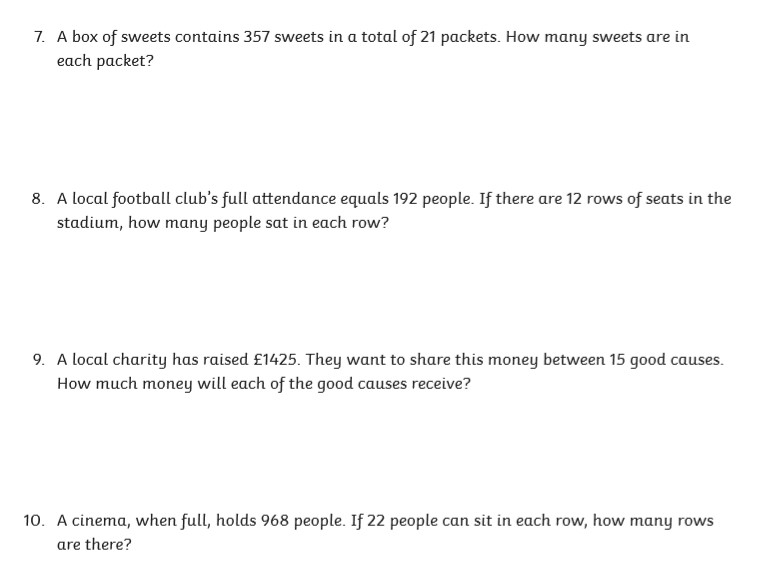 7. A box of sweets contains 357 sweets in a total of 21 packets. How many sweets are in
each packet?
8. A local football club's full attendance equals 192 people. If there are 12 rows of seats in the
stadium, how many people sat in each row?
9. A local charity has raised £1425. They want to share this money between 15 good causes.
How much money will each of the good causes receive?
10. A cinema, when full, holds 968 people. If 22 people can sit in each row, how many rows
are there?